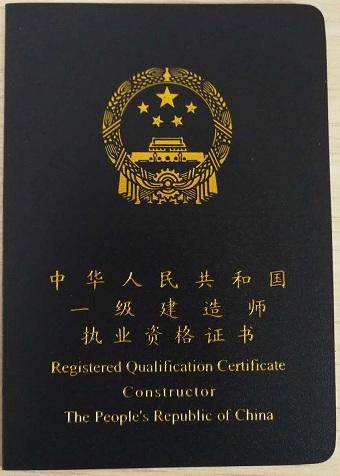 中华人民共和国
一级建造师
执业资格证书
Registered Qualification Certificate
Constructor
The People's Republic of China